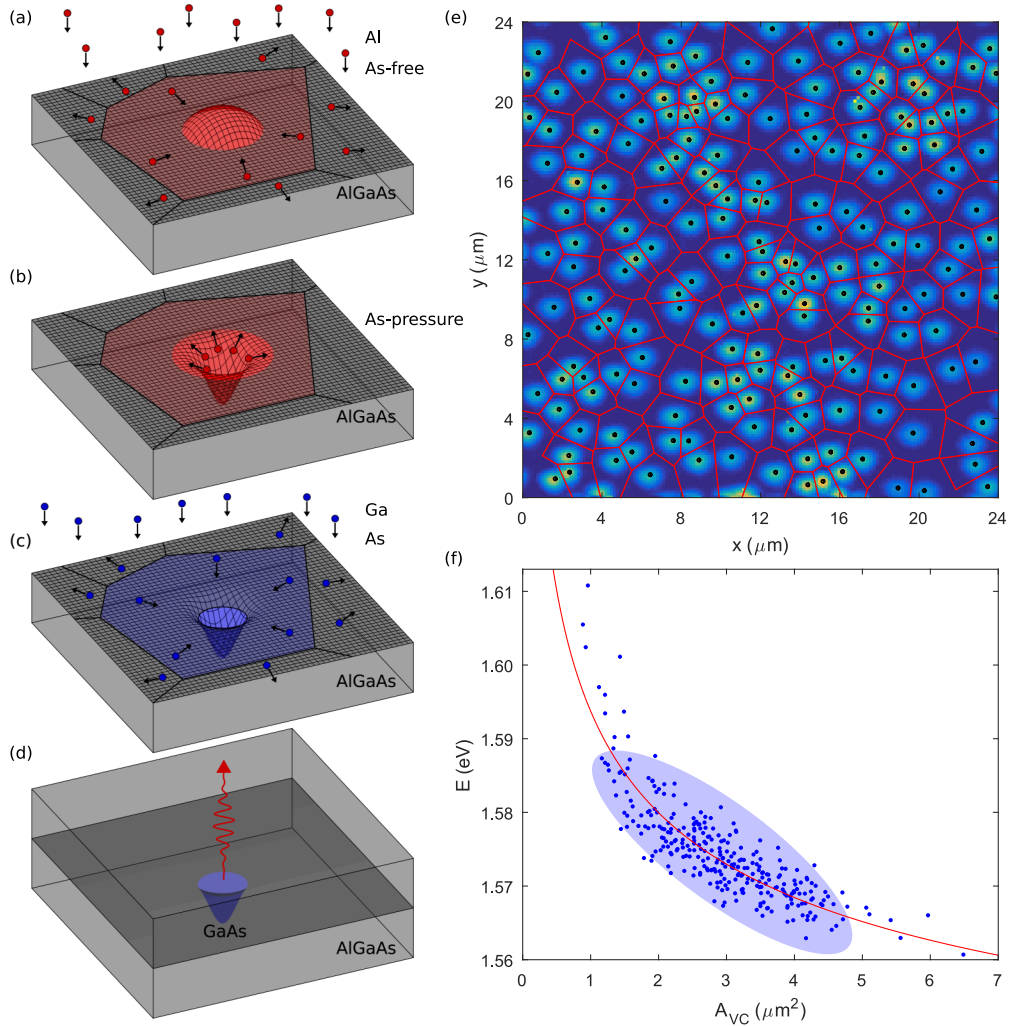 (a)
Al
As-free
AlGaAs
(b)
As-pressure
AlGaAs
(c)
Ga
As
AlGaAs
(d)
GaAs
AlGaAs
(e)
24
20
16
12
8
4
0
y (μm)
0 4 8 12 16 20 24
x (μm)
(f)
1.61
1.60
1.59
1.58
1.57
1.56
E (eV)
0 1 2 3 4 5 6 7
A_VC (μm²)